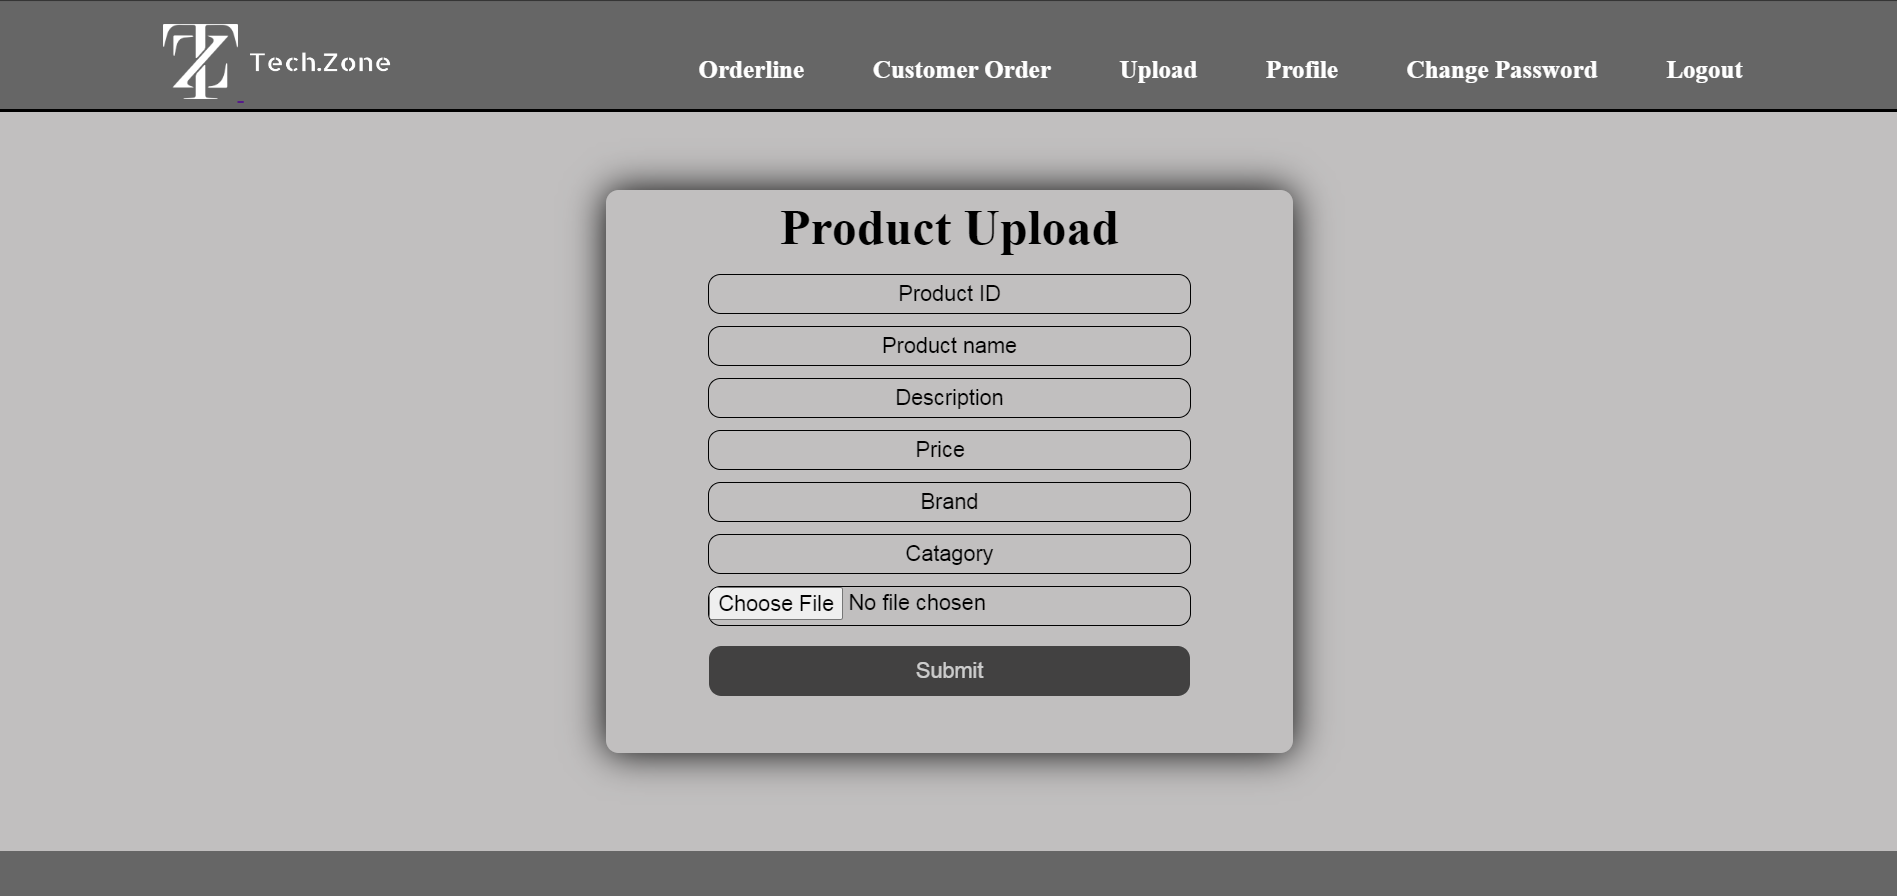 TZ Tech.Zone
Orderline Customer Order Upload Profile Change Password Logout
Product Upload
Product ID
Product name
Description
Price
Brand
Catagory
Choose File No file chosen
Submit